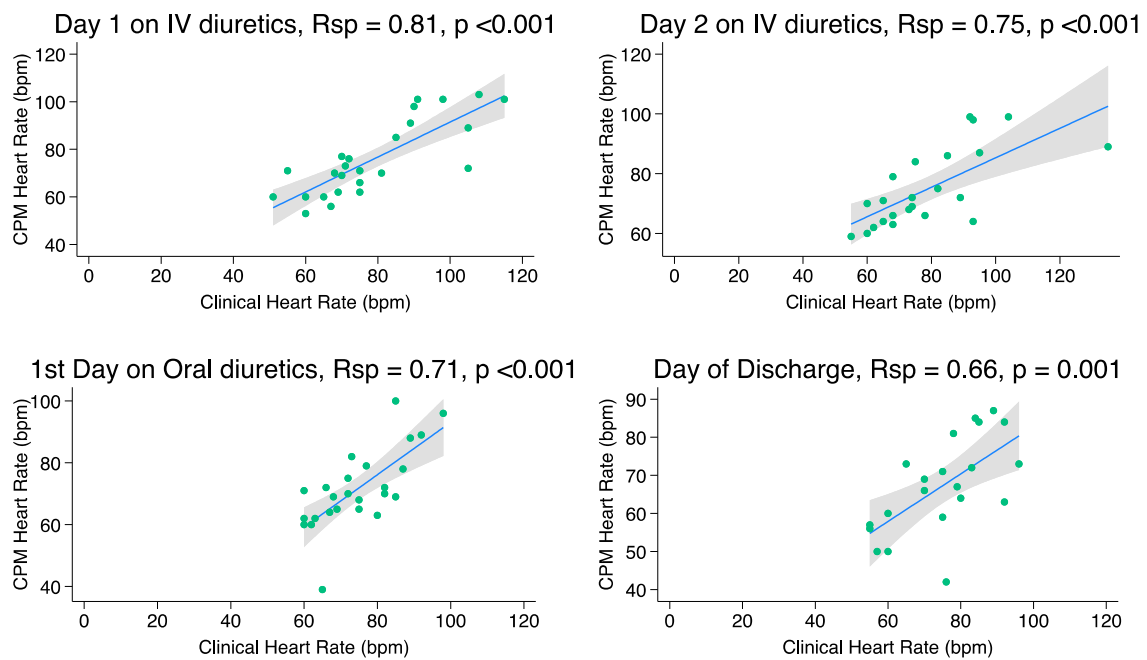 Day 1 on IV diuretics, Rsp = 0.81, p <0.001
CPM Heart Rate (bpm)
120
100
80
60
40
0 20 40 60 80 100 120
Clinical Heart Rate (bpm)
Day 2 on IV diuretics, Rsp = 0.75, p <0.001
CPM Heart Rate (bpm)
120
100
80
60
0 20 40 60 80 100 120
Clinical Heart Rate (bpm)
1st Day on Oral diuretics, Rsp = 0.71, p <0.001
CPM Heart Rate (bpm)
100
80
60
40
0 20 40 60 80 100 120
Clinical Heart Rate (bpm)
Day of Discharge, Rsp = 0.66, p = 0.001
CPM Heart Rate (bpm)
90
80
70
60
50
40
0 20 40 60 80 100 120
Clinical Heart Rate (bpm)